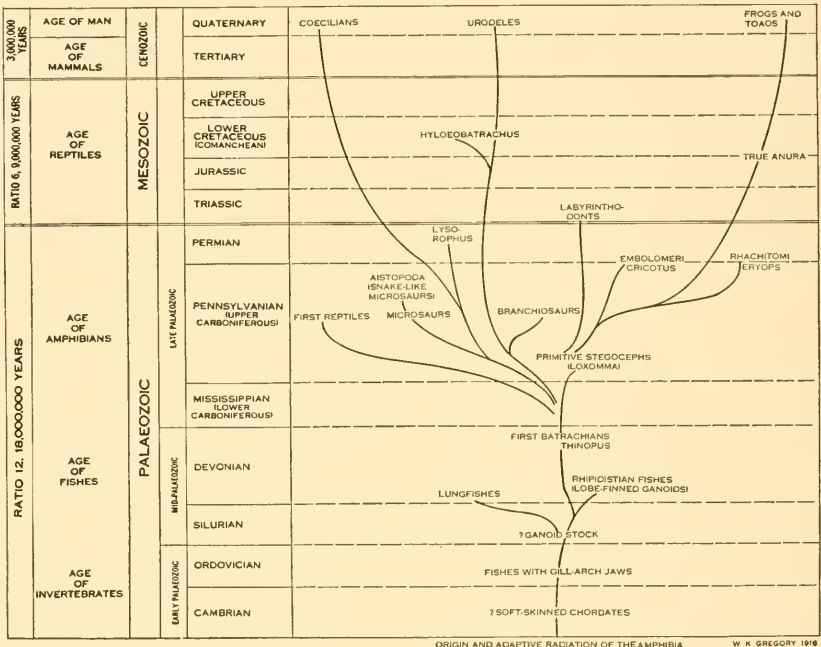 3,000,000
YEARS
AGE OF MAN
AGE
OF
MAMMALS
CENOZOIC
QUATERNARY
TERTIARY
COECILIANS
URODELES
FROGS AND
TOAOS
RATIO 6, 9,000,000 YEARS
AGE
OF
REPTILES
MESOZOIC
UPPER
CRETACEOUS
LOWER
CRETACEOUS
(COMANCHEAN)
JURASSIC
TRIASSIC
HYLOEOBATRACHUS
TRUE ANURA
LABYRINTHO-
DONTS
RATIO 12, 18,000,000 YEARS
AGE
OF
AMPHIBIANS
AGE
OF
FISHES
AGE
OF
INVERTEBRATES
PALAEOZOIC
LATE PALAEOZOIC
MID-PALAEOZOIC
EARLY PALAEOZOIC
PERMIAN
PENNSYLVANIAN
(UPPER
CARBONIFEROUS)
MISSISSIPPIAN
(LOWER
CARBONIFEROUS)
DEVONIAN
SILURIAN
ORDOVICIAN
CAMBRIAN
LYSO-
ROPHUS
EMBOLOMERI
CRICOTUS
RHACHITOMI
ERYOPS
AISTOPODA
(SNAKE-LIKE
MICROSAURS)
FIRST REPTILES
MICROSAURS
BRANCHIOSAURS
PRIMITIVE STEGOCEPHS
(LOXOMMA)
FIRST BATRACHIANS
THINOPUS
RHIPIDISTIAN FISHES
(LOBE-FINNED GANOIDS)
LUNGFISHES
? GANOID STOCK
FISHES WITH GILL-ARCH JAWS
? SOFT-SKINNED CHORDATES
ORIGIN AND ADAPTIVE RADIATION OF THE AMPHIBIA
W K GREGORY 1916